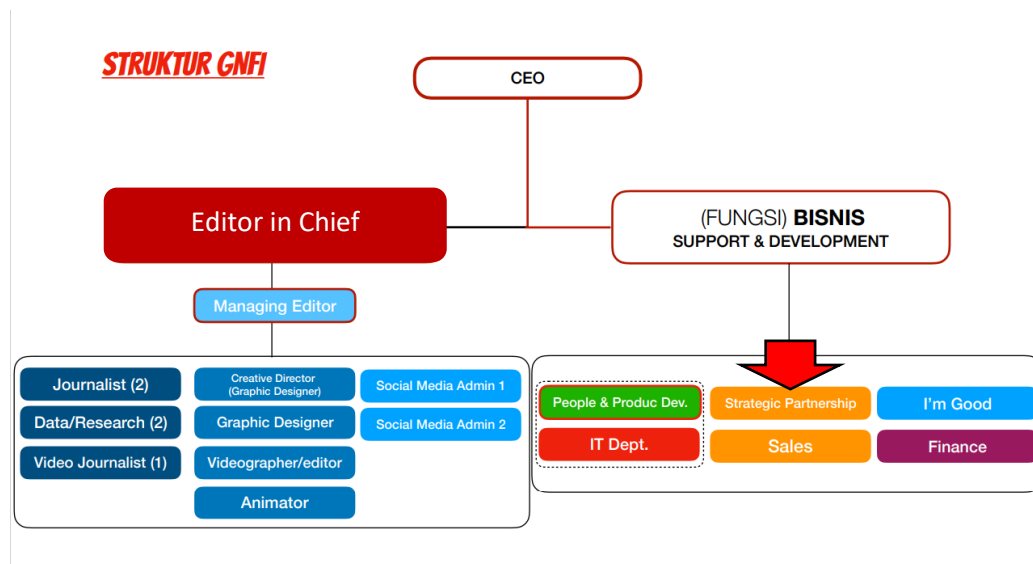 STRUKTUR GNFI
CEO
Editor in Chief
(FUNGSI) BISNIS
SUPPORT & DEVELOPMENT
Managing Editor
Journalist (2)
Data/Research (2)
Video Journalist (1)
Creative Director
(Graphic Designer)
Graphic Designer
Videographer/editor
Animator
Social Media Admin 1
Social Media Admin 2
People & Produc Dev.
IT Dept.
Strategic Partnership
Sales
I'm Good
Finance